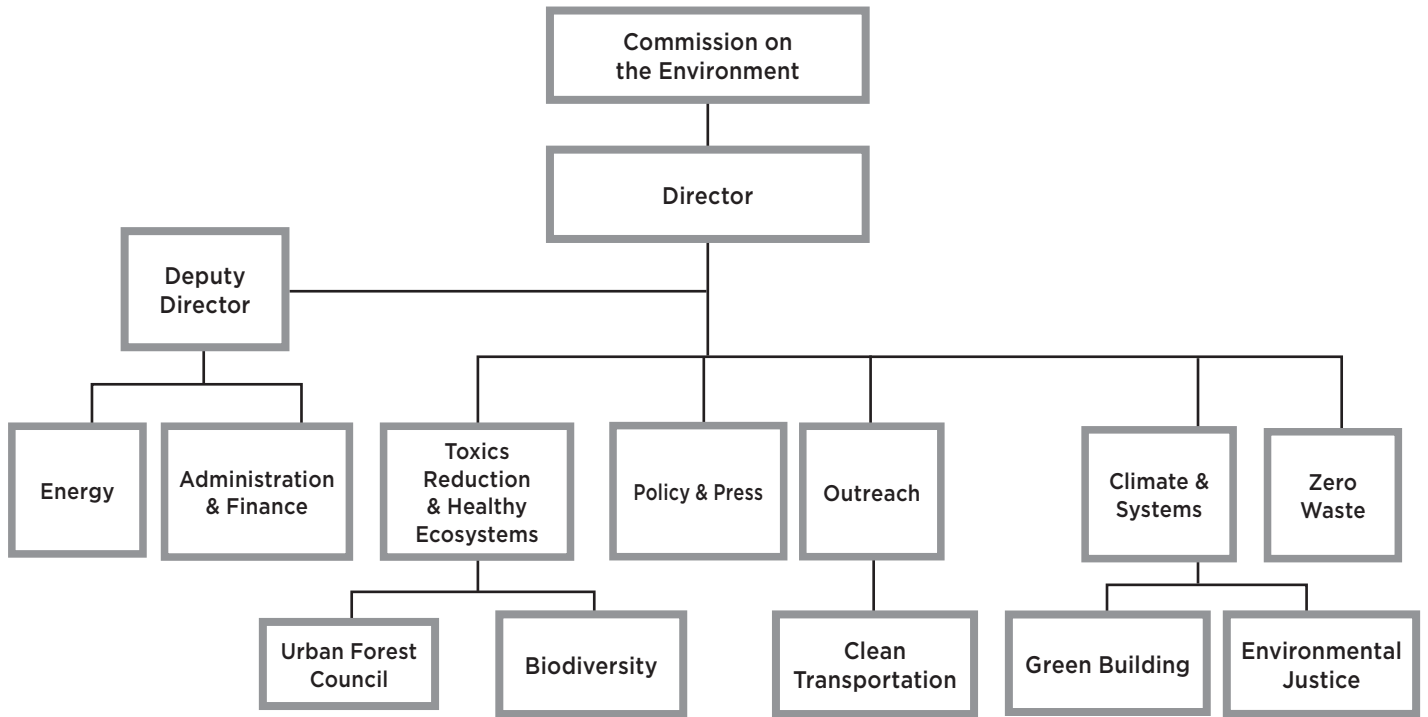 Commission on
the Environment
Director
Deputy
Director
Energy
Administration
& Finance
Toxics
Reduction
& Healthy
Ecosystems
Policy & Press
Outreach
Climate &
Systems
Zero
Waste
Urban Forest
Council
Biodiversity
Clean
Transportation
Green Building
Environmental
Justice